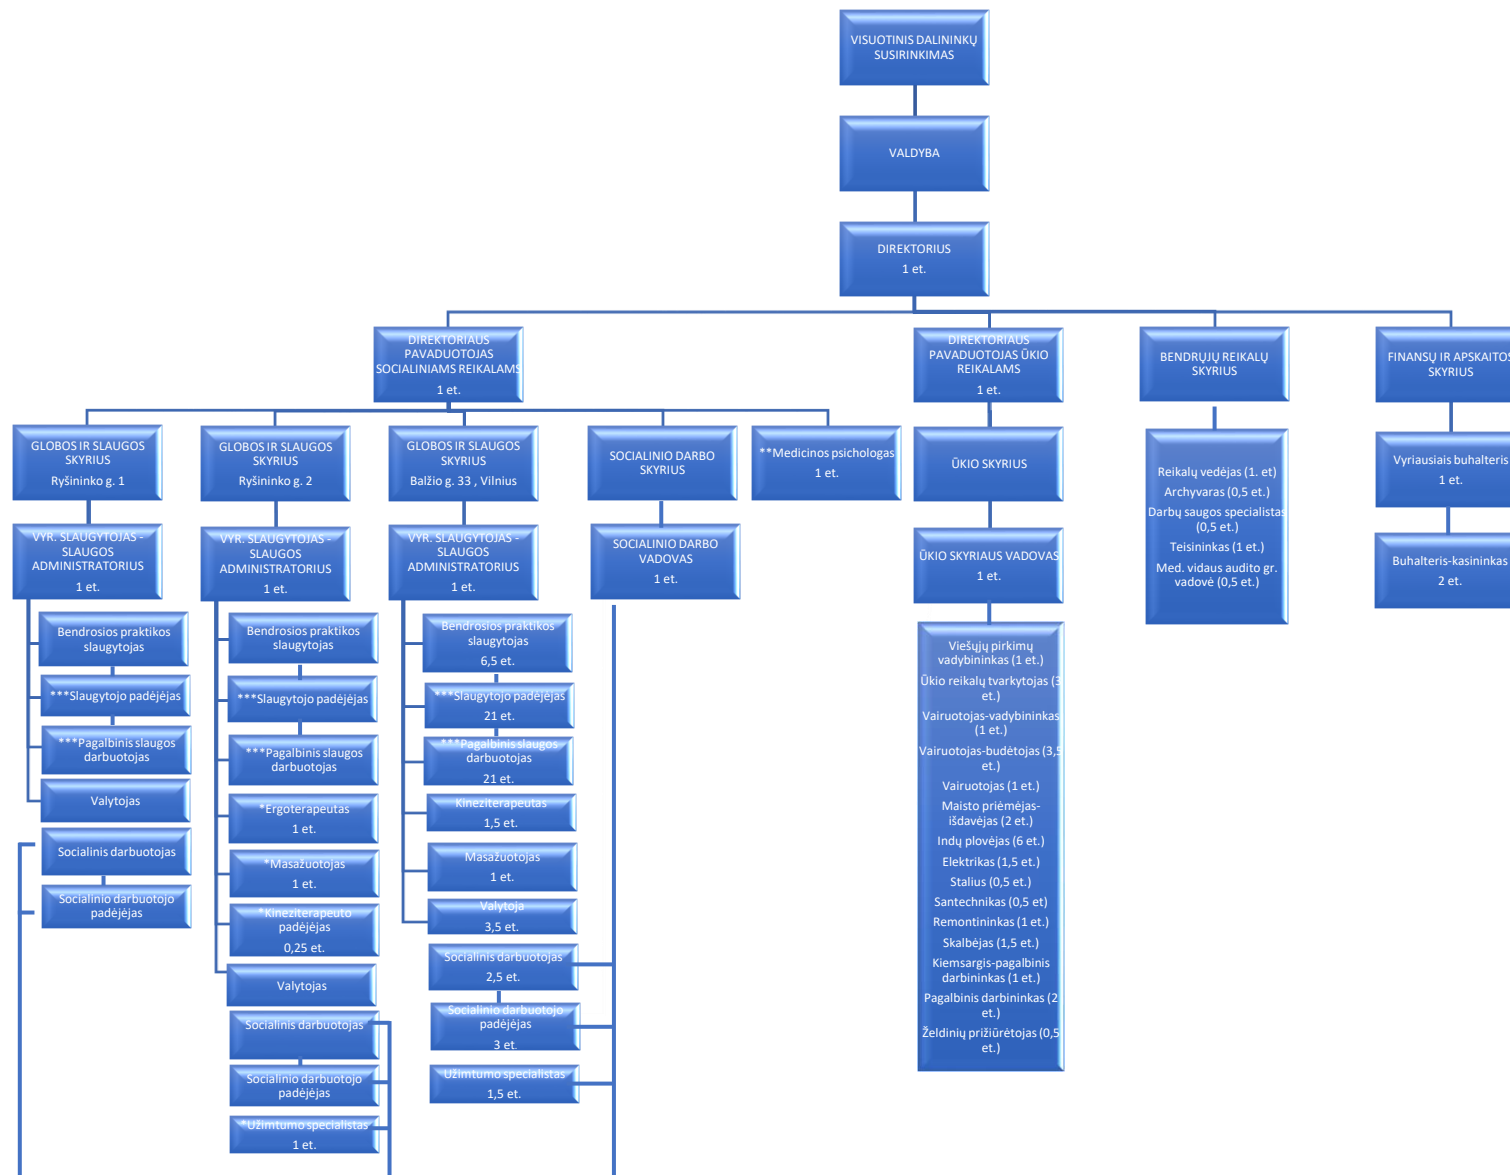 VISUOTINIS DALININKŲ
SUSIRINKIMAS
VALDYBA
DIREKTORIUS
1 et.
DIREKTORIAUS
PAVADUOTOJAS
SOCIALINIAMS REIKALAMS
1 et.
DIREKTORIAUS
PAVADUOTOJAS ŪKIO
REIKALAMS
1 et.
BENDRŲJŲ REIKALŲ
SKYRIUS
FINANSŲ IR APSKAITOS
SKYRIUS
GLOBOS IR SLAUGOS
SKYRIUS
Ryšininko g. 1
GLOBOS IR SLAUGOS
SKYRIUS
Ryšininko g. 2
GLOBOS IR SLAUGOS
SKYRIUS
Balžio g. 33 , Vilnius
SOCIALINIO DARBO
SKYRIUS
**Medicinos psichologas
1 et.
ŪKIO SKYRIUS
Reikalų vedėjas (1. et)
Archyvaras (0,5 et.)
Darbų saugos specialistas
(0,5 et.)
Teisininkas (1 et.)
Med. vidaus audito gr.
vadovė (0,5 et.)
Vyriausiais buhalteris
1 et.
Buhalteris-kasininkas
2 et.
VYR. SLAUGYTOJAS -
SLAUGOS
ADMINISTRATORIUS
1 et.
VYR. SLAUGYTOJAS -
SLAUGOS
ADMINISTRATORIUS
1 et.
VYR. SLAUGYTOJAS -
SLAUGOS
ADMINISTRATORIUS
1 et.
SOCIALINIO DARBO
VADOVAS
1 et.
ŪKIO SKYRIAUS VADOVAS
1 et.
Bendrosios praktikos
slaugytojas
***Slaugytojo padėjėjas
***Pagalbinis slaugos
darbuotojas
Valytojas
Socialinis darbuotojas
Socialinio darbuotojo
padėjėjas
Bendrosios praktikos
slaugytojas
***Slaugytojo padėjėjas
***Pagalbinis slaugos
darbuotojas
*Ergoterapeutas
1 et.
*Masažuotojas
1 et.
*Kineziterapeuto
padėjėjas
0,25 et.
Valytojas
Socialinis darbuotojas
Socialinio darbuotojo
padėjėjas
*Užimtumo specialistas
1 et.
Bendrosios praktikos
slaugytojas
6,5 et.
***Slaugytojo padėjėjas
21 et.
***Pagalbinis slaugos
darbuotojas
21 et.
Kineziterapeutas
1,5 et.
Masažuotojas
1 et.
Valytoja
3,5 et.
Socialinis darbuotojas
2,5 et.
Socialinio darbuotojo
padėjėjas
3 et.
Užimtumo specialistas
1,5 et.
Viešųjų pirkimų
vadybininkas (1 et.)
Ūkio reikalų tvarkytojas (3
et.)
Vairuotojas-vadybininkas
(1 et.)
Vairuotojas-budėtojas (3,5
et.)
Vairuotojas (1 et.)
Maisto priėmėjas-
išdavėjas (2 et.)
Indų plovėjas (6 et.)
Elektrikas (1,5 et.)
Stalius (0,5 et.)
Santechnikas (0,5 et)
Remontininkas (1 et.)
Skalbėjas (1,5 et.)
Kiemsargis-pagalbinis
darbininkas (1 et.)
Pagalbinis darbininkas (2
et.)
Želdinių prižiūrėtojas (0,5
et.)